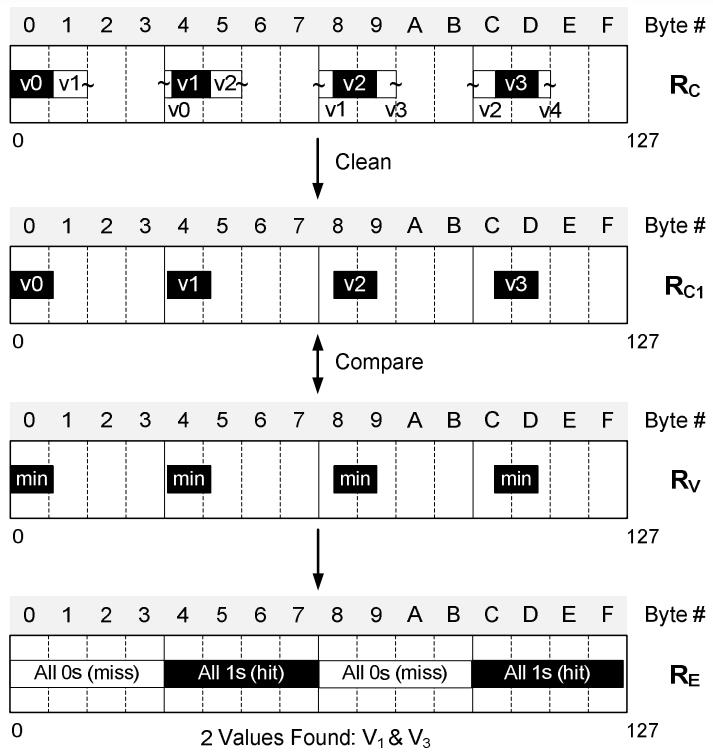 0 1 2 3 4 5 6 7 8 9 A B C D E F Byte #
v0 v1~ ~ v1 v2~ ~ v2 ~ ~ v3 ~ R_C
v0 v1 v3 v2 v4
0 127
Clean
0 1 2 3 4 5 6 7 8 9 A B C D E F Byte #
v0 v1 v2 v3 R_C1
0 127
Compare
0 1 2 3 4 5 6 7 8 9 A B C D E F Byte #
min min min min R_V
0 127
0 1 2 3 4 5 6 7 8 9 A B C D E F Byte #
All 0s (miss) All 1s (hit) All 0s (miss) All 1s (hit) R_E
0 2 Values Found: V_1 & V_3 127